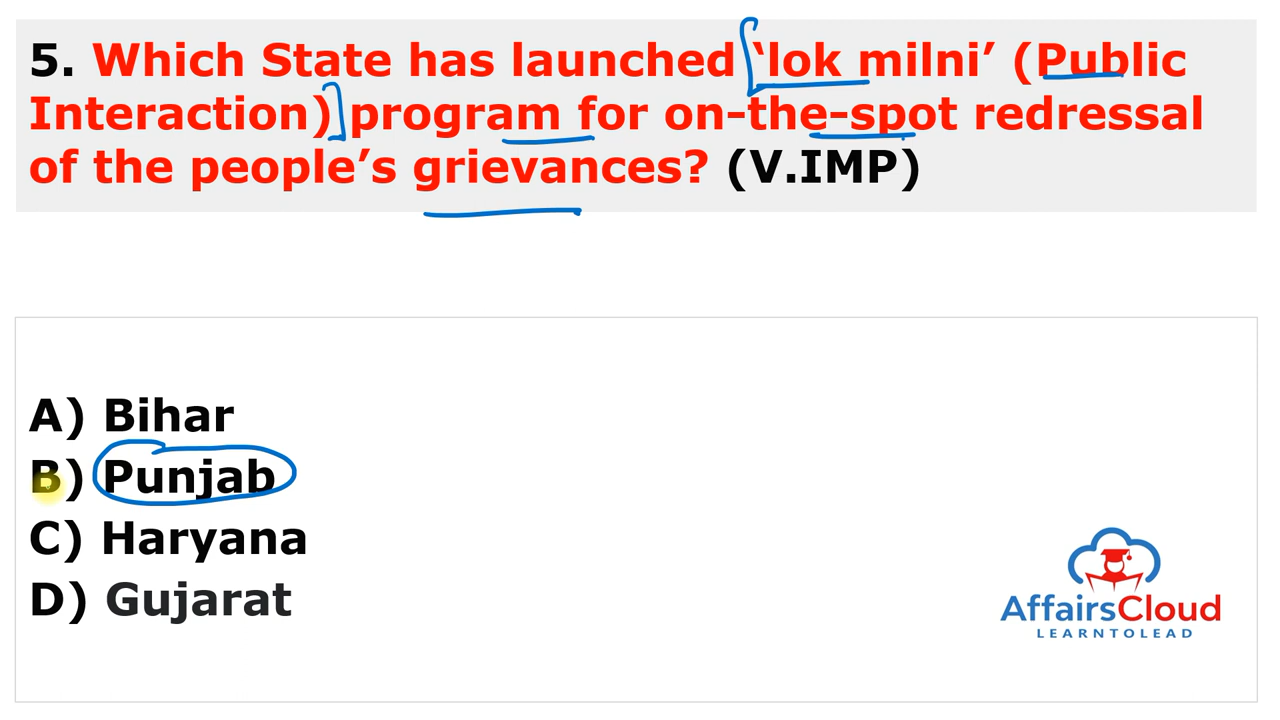 5. Which State has launched ‘lok milni’ (Public
Interaction) program for on-the-spot redressal
of the people’s grievances? (V.IMP)
A) Bihar
B) Punjab
C) Haryana
D) Gujarat
AffairsCloud
LEARNTOLEAD